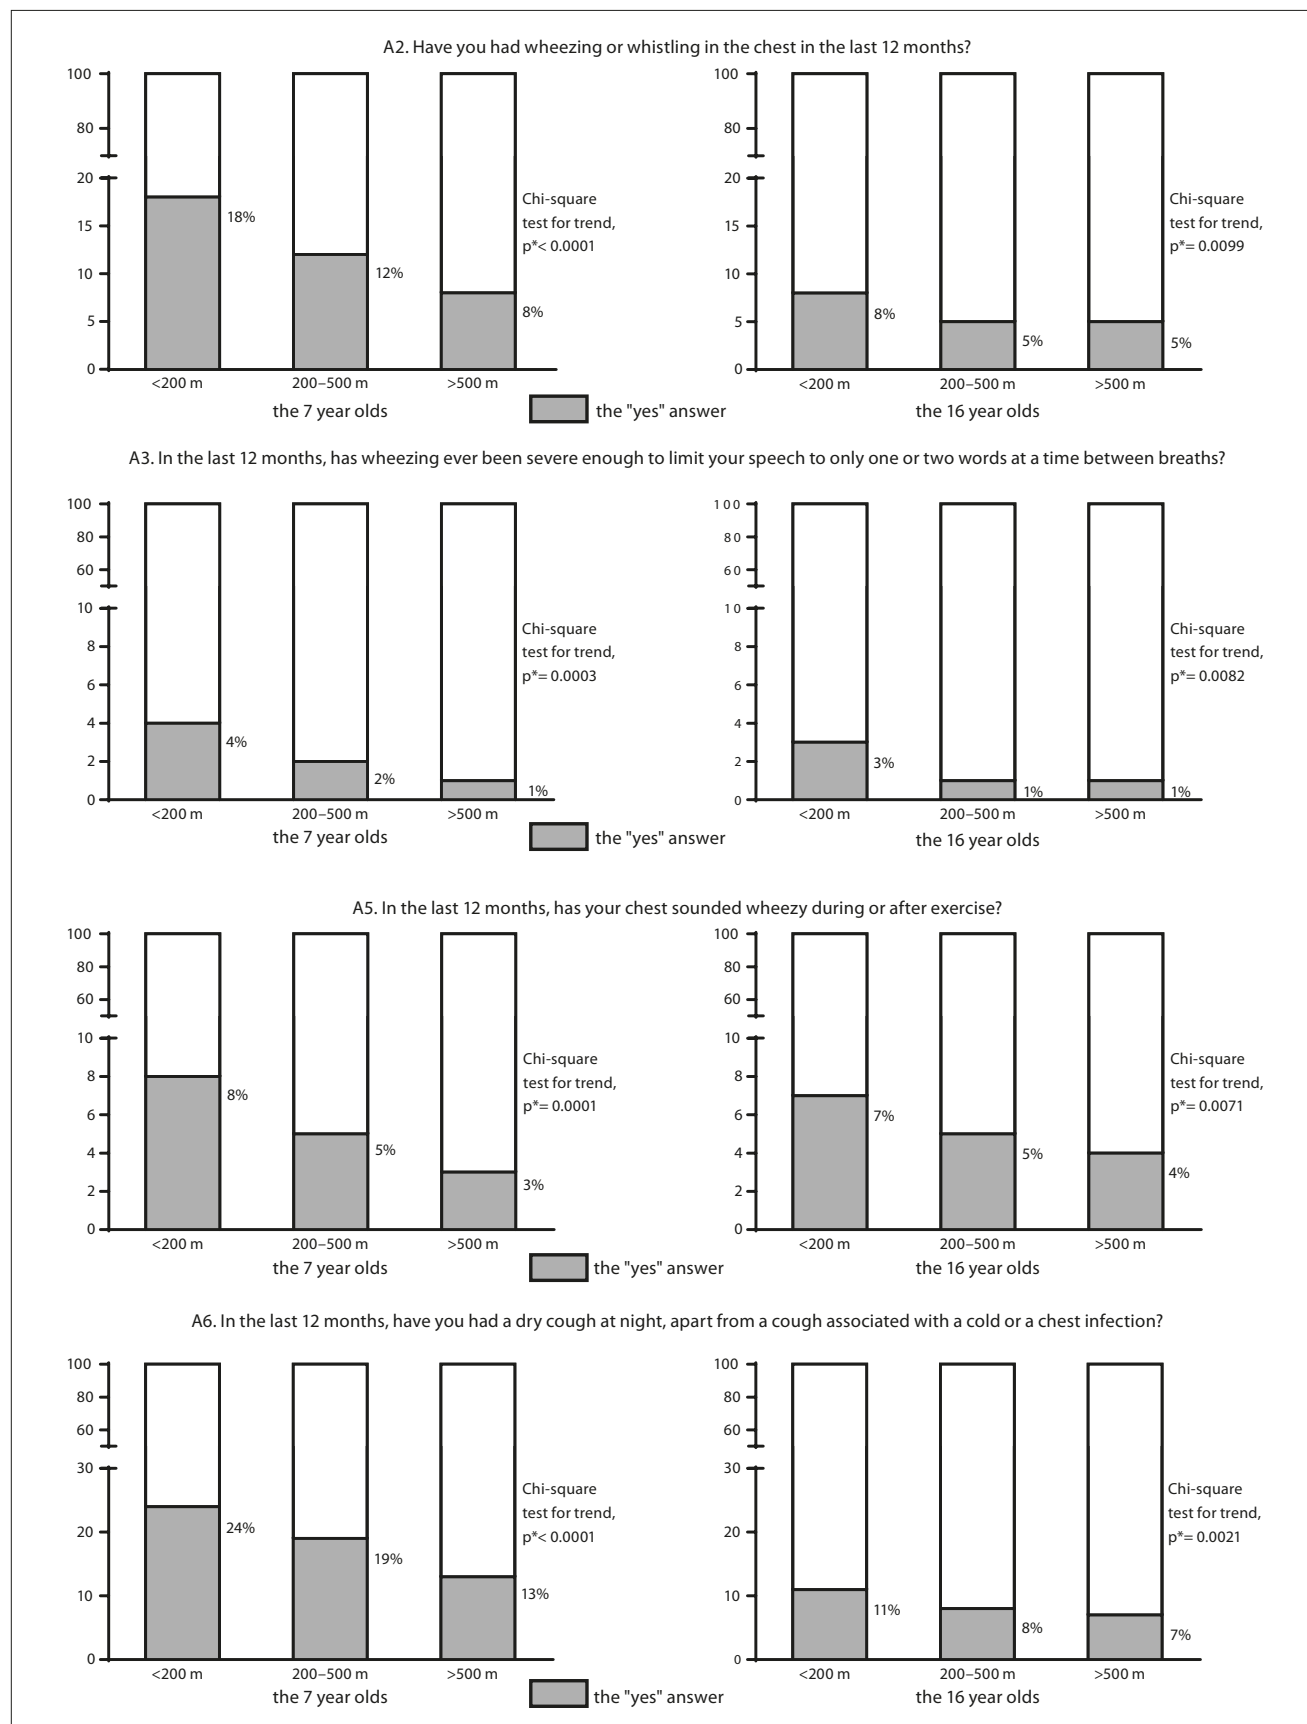 A2. Have you had wheezing or whistling in the chest in the last 12 months?
100
80
20
15
10
5
0
18%
12%
8%
Chi-square
test for trend,
p*< 0.0001
<200 m
200–500 m
>500 m
the 7 year olds
100
80
20
15
10
5
0
8%
5%
5%
Chi-square
test for trend,
p*= 0.0099
<200 m
200–500 m
>500 m
the 16 year olds
the "yes" answer
A3. In the last 12 months, has wheezing ever been severe enough to limit your speech to only one or two words at a time between breaths?
100
80
60
10
8
6
4
2
0
4%
2%
1%
Chi-square
test for trend,
p*= 0.0003
<200 m
200–500 m
>500 m
the 7 year olds
100
80
60
10
8
6
4
2
0
3%
1%
1%
Chi-square
test for trend,
p*= 0.0082
<200 m
200–500 m
>500 m
the 16 year olds
the "yes" answer
A5. In the last 12 months, has your chest sounded wheezy during or after exercise?
100
80
60
10
8
6
4
2
0
8%
5%
3%
Chi-square
test for trend,
p*= 0.0001
<200 m
200–500 m
>500 m
the 7 year olds
100
80
60
10
8
6
4
2
0
7%
5%
4%
Chi-square
test for trend,
p*= 0.0071
<200 m
200–500 m
>500 m
the 16 year olds
the "yes" answer
A6. In the last 12 months, have you had a dry cough at night, apart from a cough associated with a cold or a chest infection?
100
80
60
30
20
10
0
24%
19%
13%
Chi-square
test for trend,
p*< 0.0001
<200 m
200–500 m
>500 m
the 7 year olds
100
80
60
30
20
10
0
11%
8%
7%
Chi-square
test for trend,
p*= 0.0021
<200 m
200–500 m
>500 m
the 16 year olds
the "yes" answer